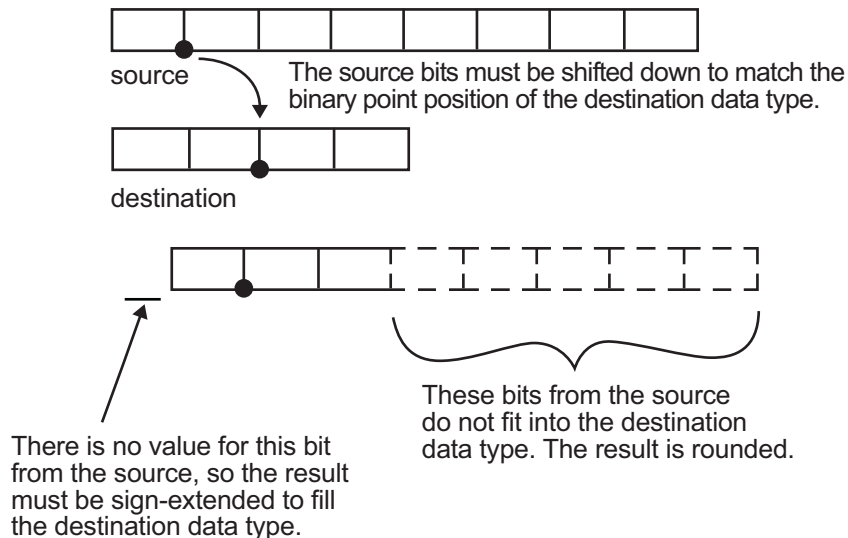 source
The source bits must be shifted down to match the
binary point position of the destination data type.
destination
These bits from the source
do not fit into the destination
data type. The result is rounded.
There is no value for this bit
from the source, so the result
must be sign-extended to fill
the destination data type.